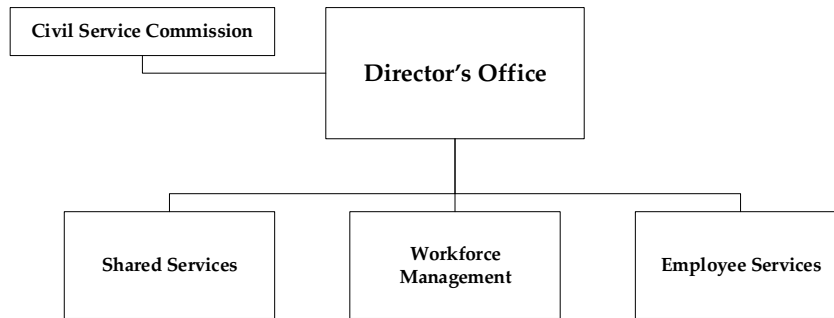 Civil Service Commission
Director’s Office
Shared Services
Workforce
Management
Employee Services